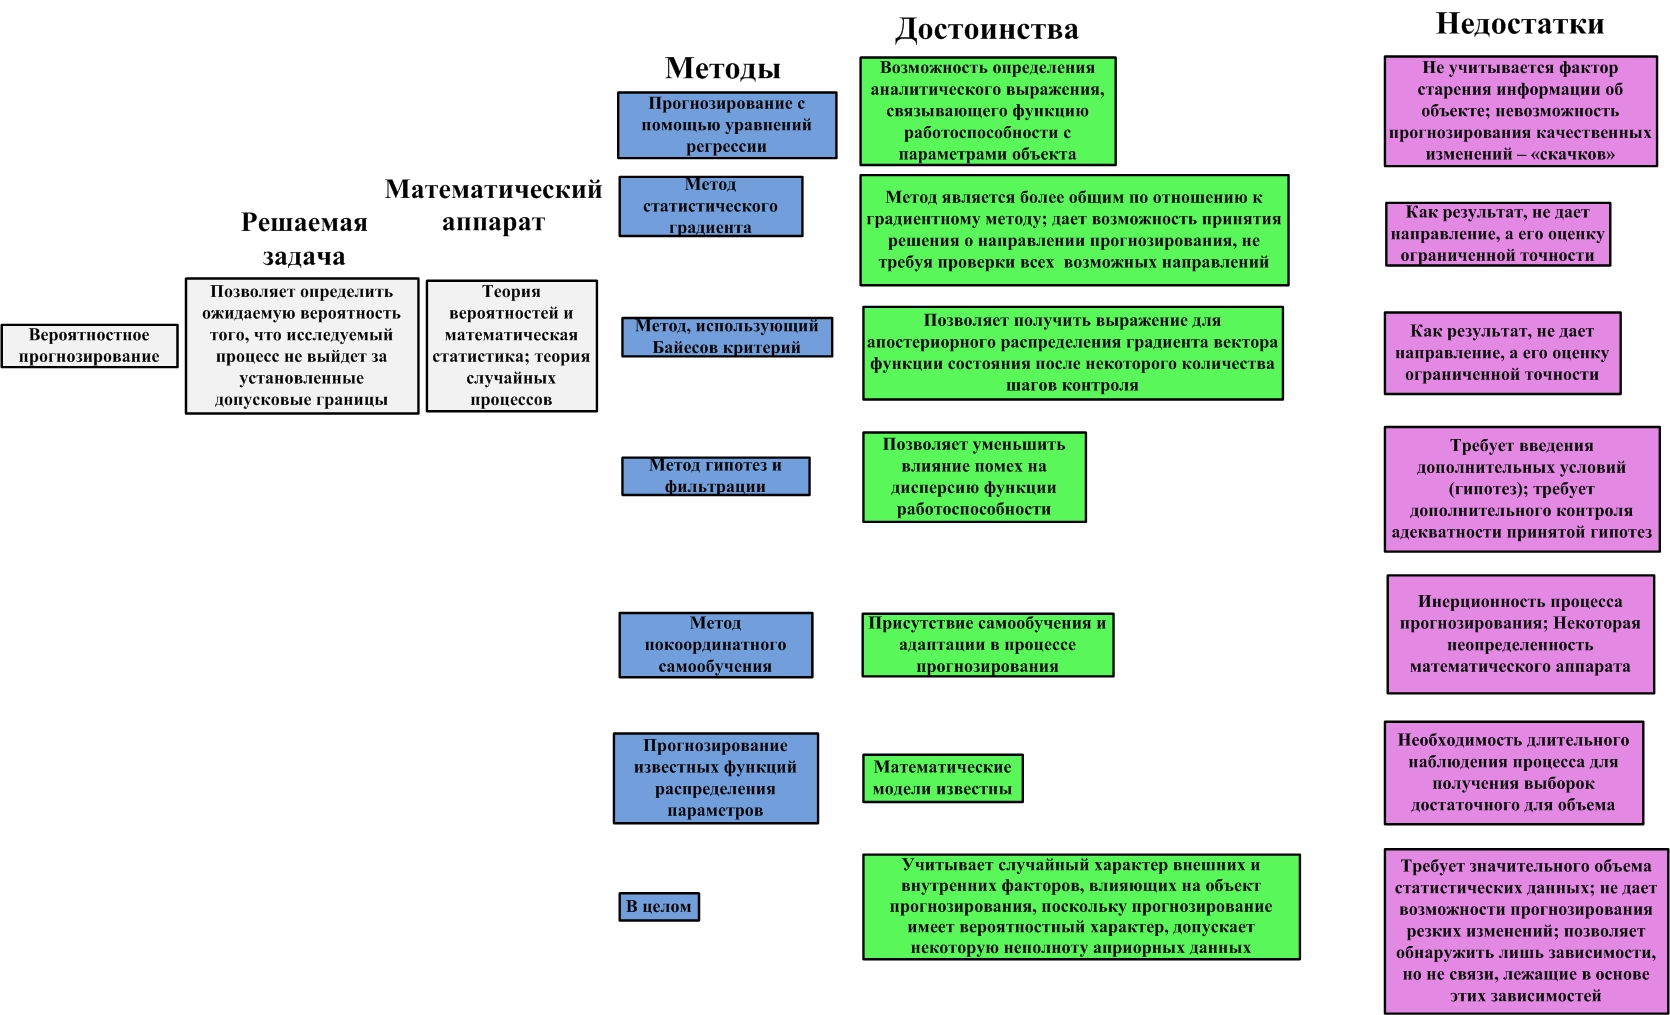 Достоинства
Недостатки
Методы
Математический
аппарат
Решаемая
задача
Вероятностное
прогнозирование
Позволяет определить
ожидаемую вероятность
того, что исследуемый
процесс не выйдет за
установленные
допусковые границы
Теория
вероятностей и
математическая
статистика; теория
случайных
процессов
Прогнозирование с
помощью уравнений
регрессии
Возможность определения
аналитического выражения,
связывающего функцию
работоспособности с
параметрами объекта
Не учитывается фактор
старения информации об
объекте; невозможность
прогнозирования качественных
изменений – «скачков»
Метод
статистического
градиента
Метод является более общим по отношению к
градиентному методу; дает возможность принятия
решения о направлении прогнозирования, не
требуя проверки всех возможных направлений
Как результат, не дает
направление, а его оценку
ограниченной точности
Метод, использующий
Байесов критерий
Позволяет получить выражение для
апостериорного распределения градиента вектора
функции состояния после некоторого количества
шагов контроля
Как результат, не дает
направление, а его оценку
ограниченной точности
Метод гипотез и
фильтрации
Позволяет уменьшить
влияние помех на
дисперсию функции
работоспособности
Требует введения
дополнительных условий
(гипотез); требует
дополнительного контроля
адекватности принятой гипотез
Метод
покоординатного
самообучения
Присутствие самообучения и
адаптации в процессе
прогнозирования
Инерционность процесса
прогнозирования; Некоторая
неопределенность
математического аппарата
Прогнозирование
известных функций
распределения
параметров
Математические
модели известны
Необходимость длительного
наблюдения процесса для
получения выборок
достаточного для объема
В целом
Учитывает случайный характер внешних и
внутренних факторов, влияющих на объект
прогнозирования, поскольку прогнозирование
имеет вероятностный характер, допускает
некоторую неполноту априорных данных
Требует значительного объема
статистических данных; не дает
возможности прогнозирования
резких изменений; позволяет
обнаружить лишь зависимости,
но не связи, лежащие в основе
этих зависимостей